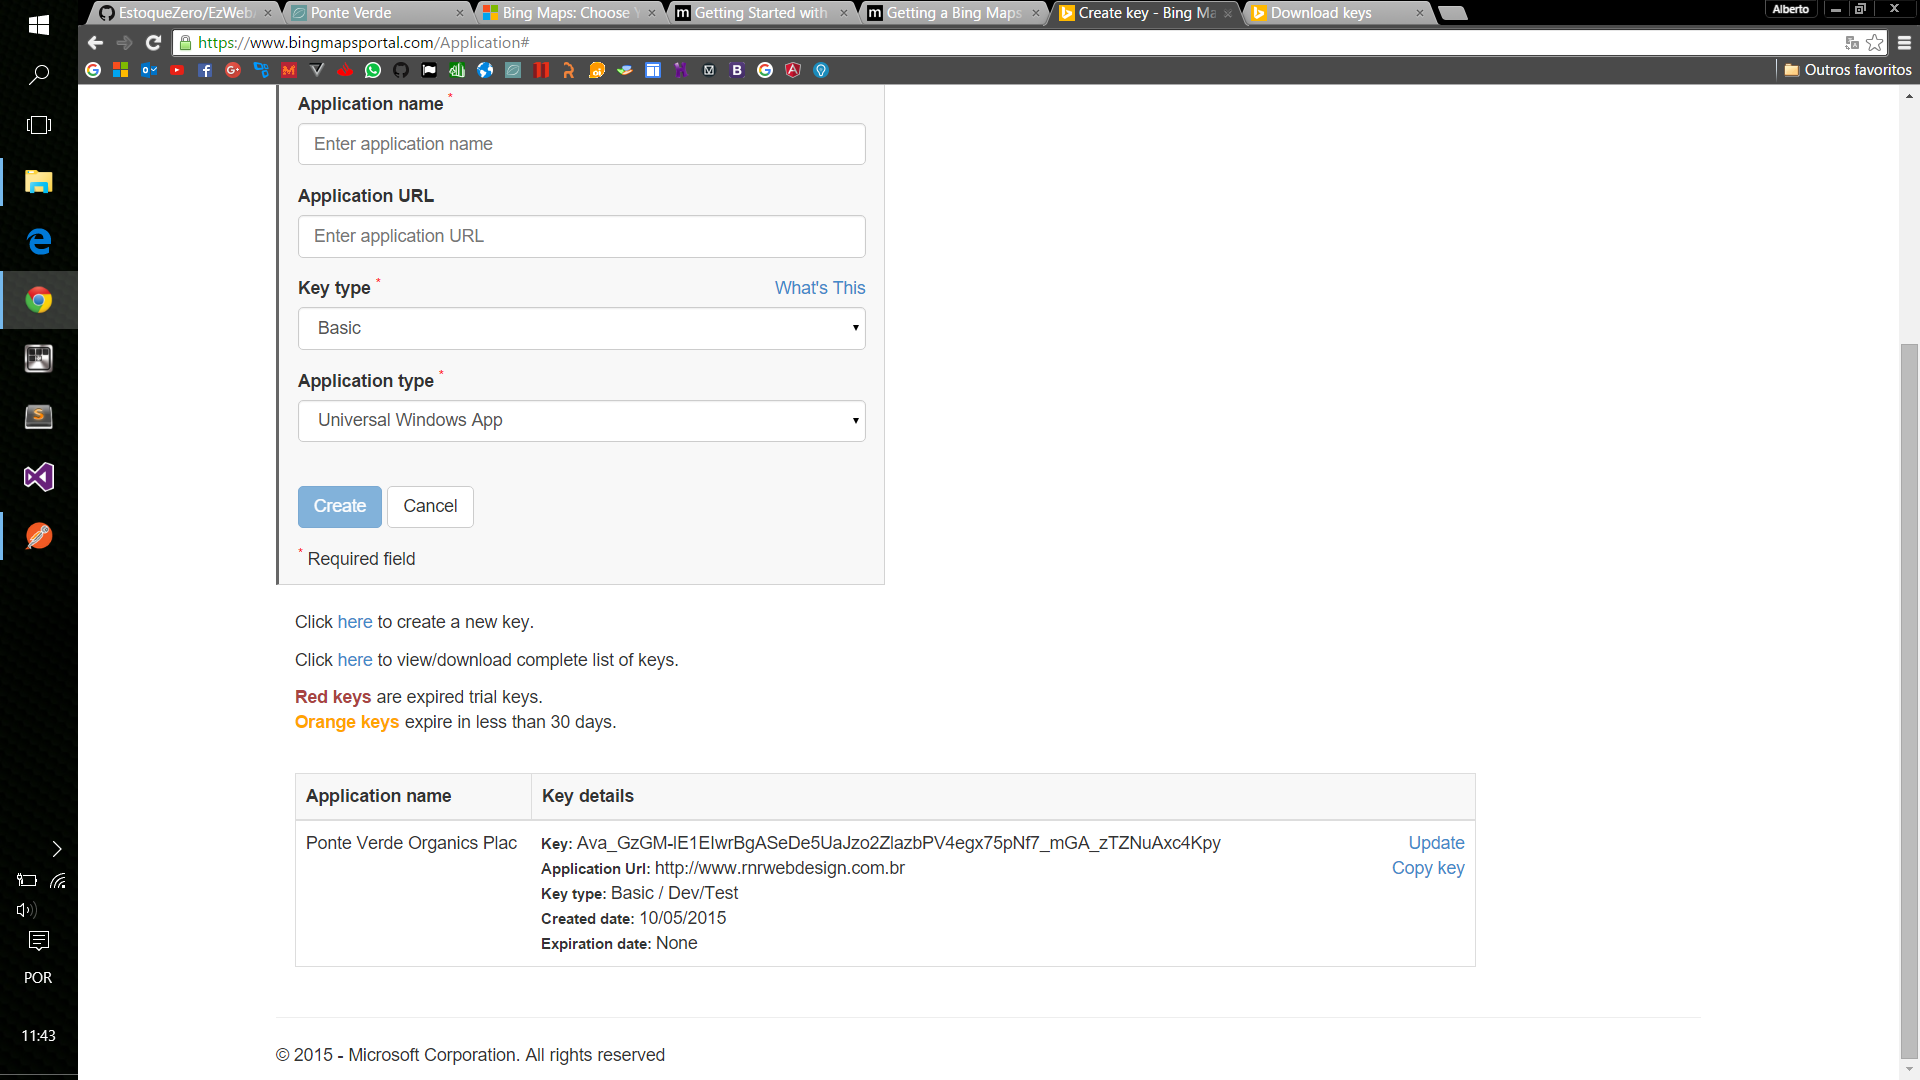 EstoqueZero/EzWeb
Ponte Verde
Bing Maps: Choose
Getting Started with
Getting a Bing Maps
Create key - Bing Ma
Download keys
Alberto
https://www.bingmapsportal.com/Application#
Outros favoritos
Application name *
Enter application name
Application URL
Enter application URL
Key type *
What's This
Basic
Application type *
Universal Windows App
Create
Cancel
* Required field
Click here to create a new key.
Click here to view/download complete list of keys.
Red keys are expired trial keys.
Orange keys expire in less than 30 days.
Application name
Key details
Ponte Verde Organics Plac
Key: Ava_GzGM-lE1EIwrBgASeDe5UaJzo2ZlazbPV4egx75pNf7_mGA_zTZNuAxc4Kpy
Update
Application Url: http://www.rnrwebdesign.com.br
Copy key
Key type: Basic / Dev/Test
Created date: 10/05/2015
Expiration date: None
POR
11:43
© 2015 - Microsoft Corporation. All rights reserved